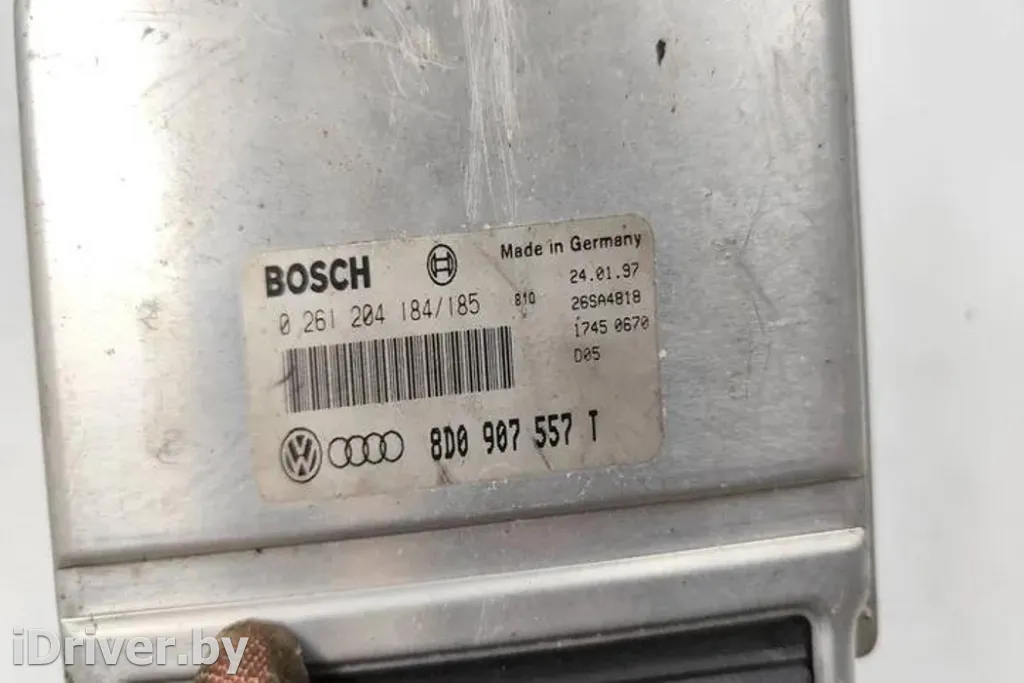 BOSCH
Made in Germany
24.01.97
0 261 204 184/185
810
26SA4818
1745 0670
D05
8D0 907 557 T
iDriver.by